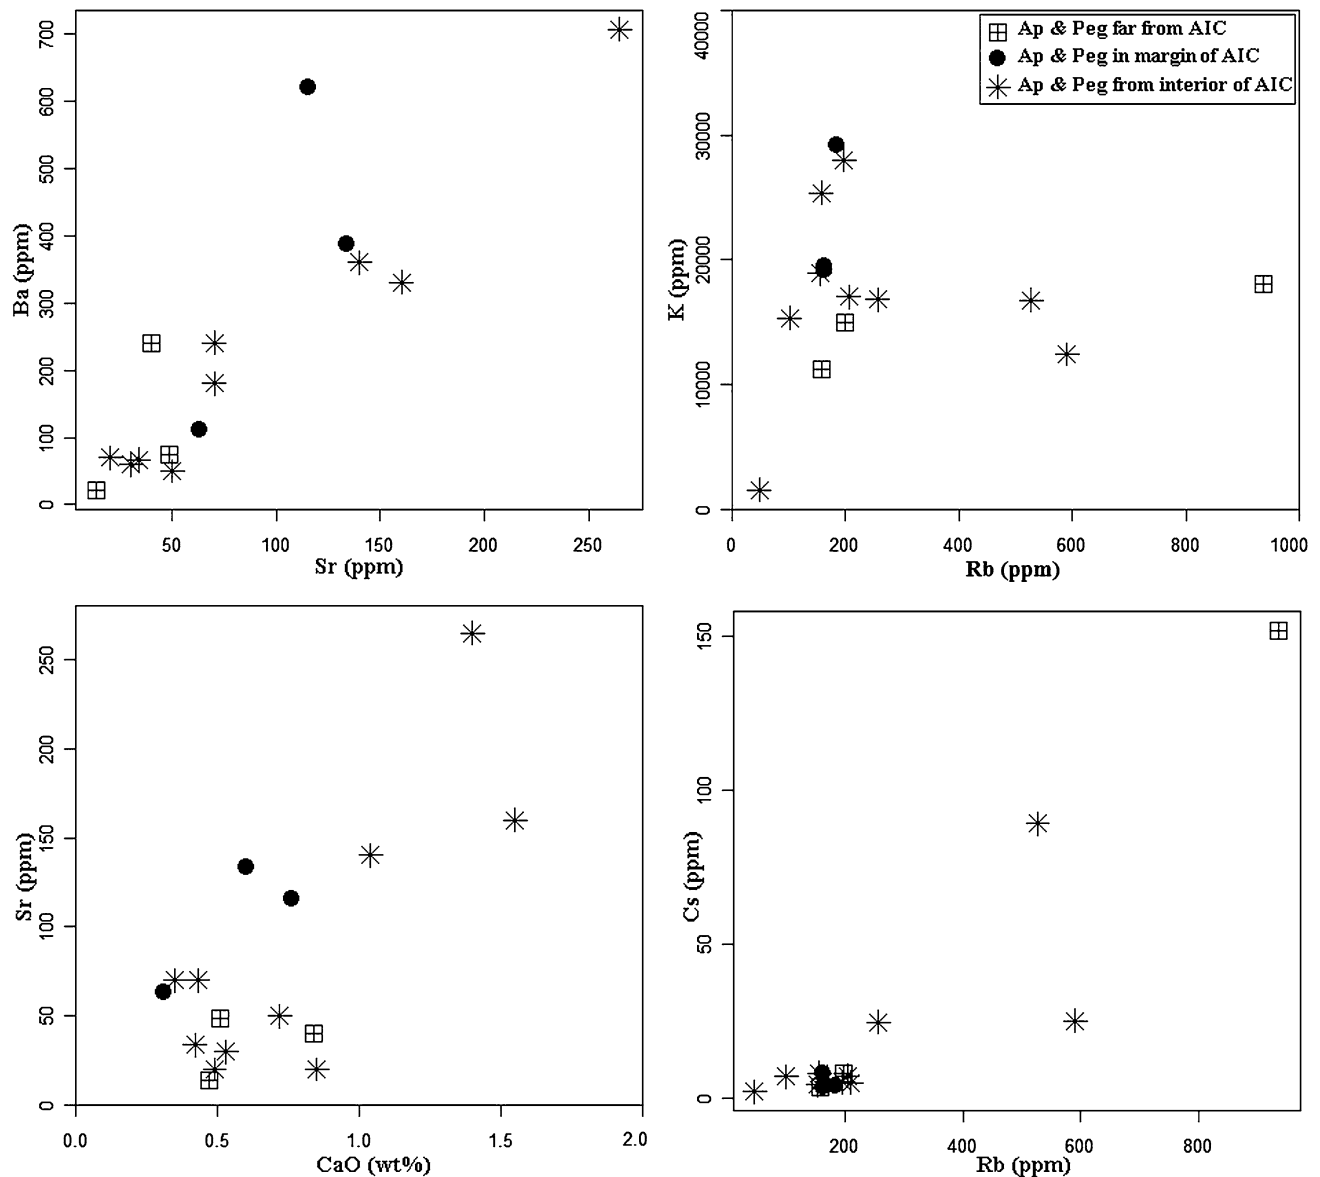 700
600
500
400
300
200
100
0
Ba (ppm)
50 100 150 200 250
Sr (ppm)
40000
30000
20000
10000
0
K (ppm)
Ap & Peg far from AIC
Ap & Peg in margin of AIC
Ap & Peg from interior of AIC
0 200 400 600 800 1000
Rb (ppm)
250
200
150
100
50
0
Sr (ppm)
0.0 0.5 1.0 1.5 2.0
CaO (wt%)
150
100
50
0
Cs (ppm)
200 400 600 800
Rb (ppm)